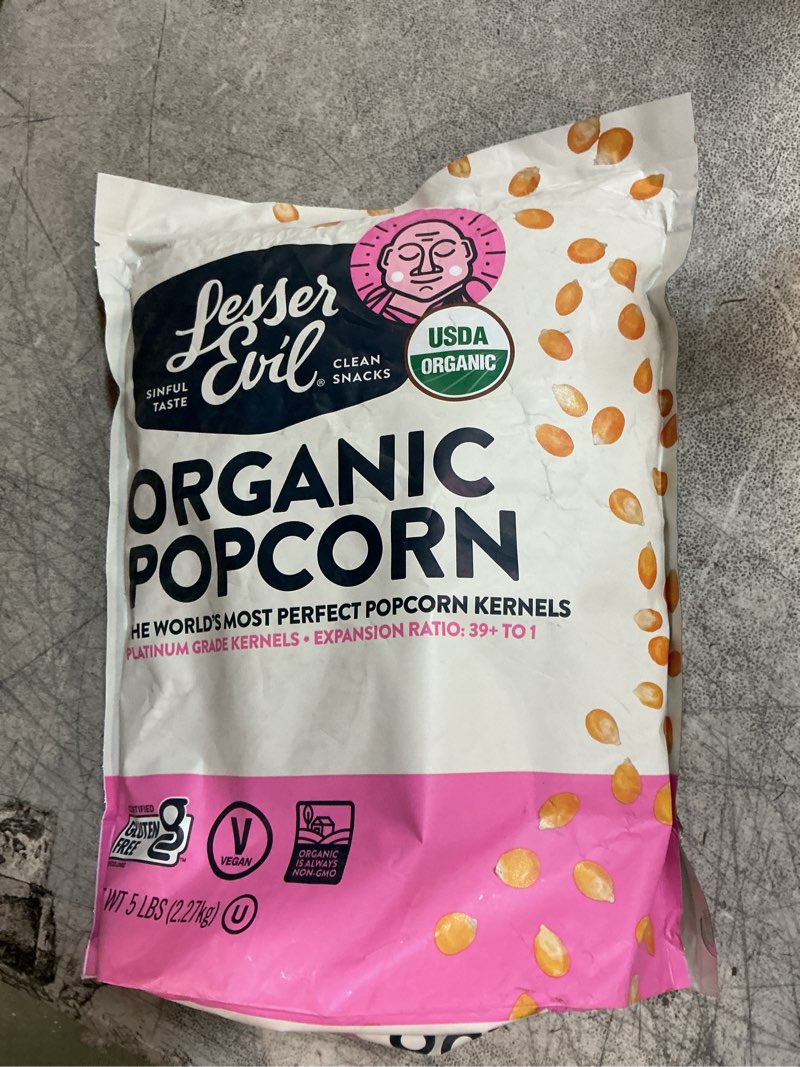 Lesser
Evil®
SINFUL
TASTE
CLEAN
SNACKS
USDA
ORGANIC
ORGANIC
POPCORN
HE WORLD'S MOST PERFECT POPCORN KERNELS
PLATINUM GRADE KERNELS • EXPANSION RATIO: 39+ TO 1
GLUTEN
FREE
V
VEGAN
ORGANIC
IS ALWAYS
NON-GMO
WT 5 LBS (2.27kg) U